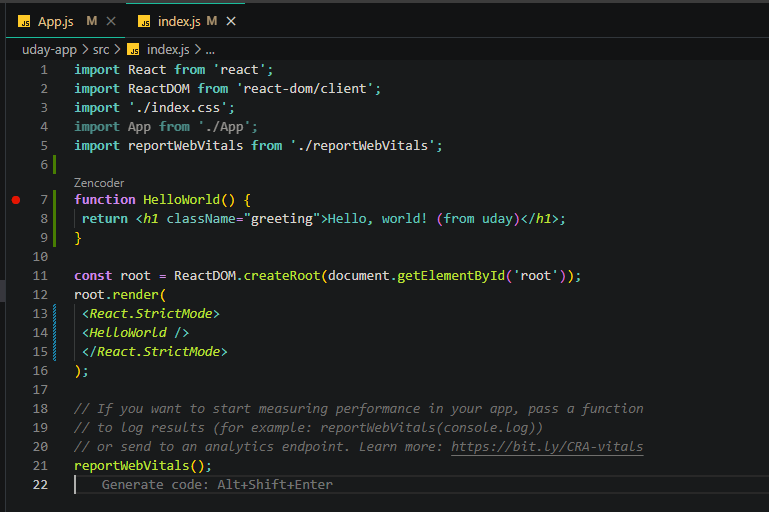 JS App.js M ×
JS index.js M ×
uday-app > src > JS index.js > ...
1 import React from 'react';
2 import ReactDOM from 'react-dom/client';
3 import './index.css';
4 import App from './App';
5 import reportWebVitals from './reportWebVitals';
6
Zencoder
7 function HelloWorld() {
8 return <h1 className="greeting">Hello, world! (from uday)</h1>;
9 }
10
11 const root = ReactDOM.createRoot(document.getElementById('root'));
12 root.render(
13 <React.StrictMode>
14 <HelloWorld />
15 </React.StrictMode>
16 );
17
18 // If you want to start measuring performance in your app, pass a function
19 // to log results (for example: reportWebVitals(console.log))
20 // or send to an analytics endpoint. Learn more: https://bit.ly/CRA-vitals
21 reportWebVitals();
22 Generate code: Alt+Shift+Enter